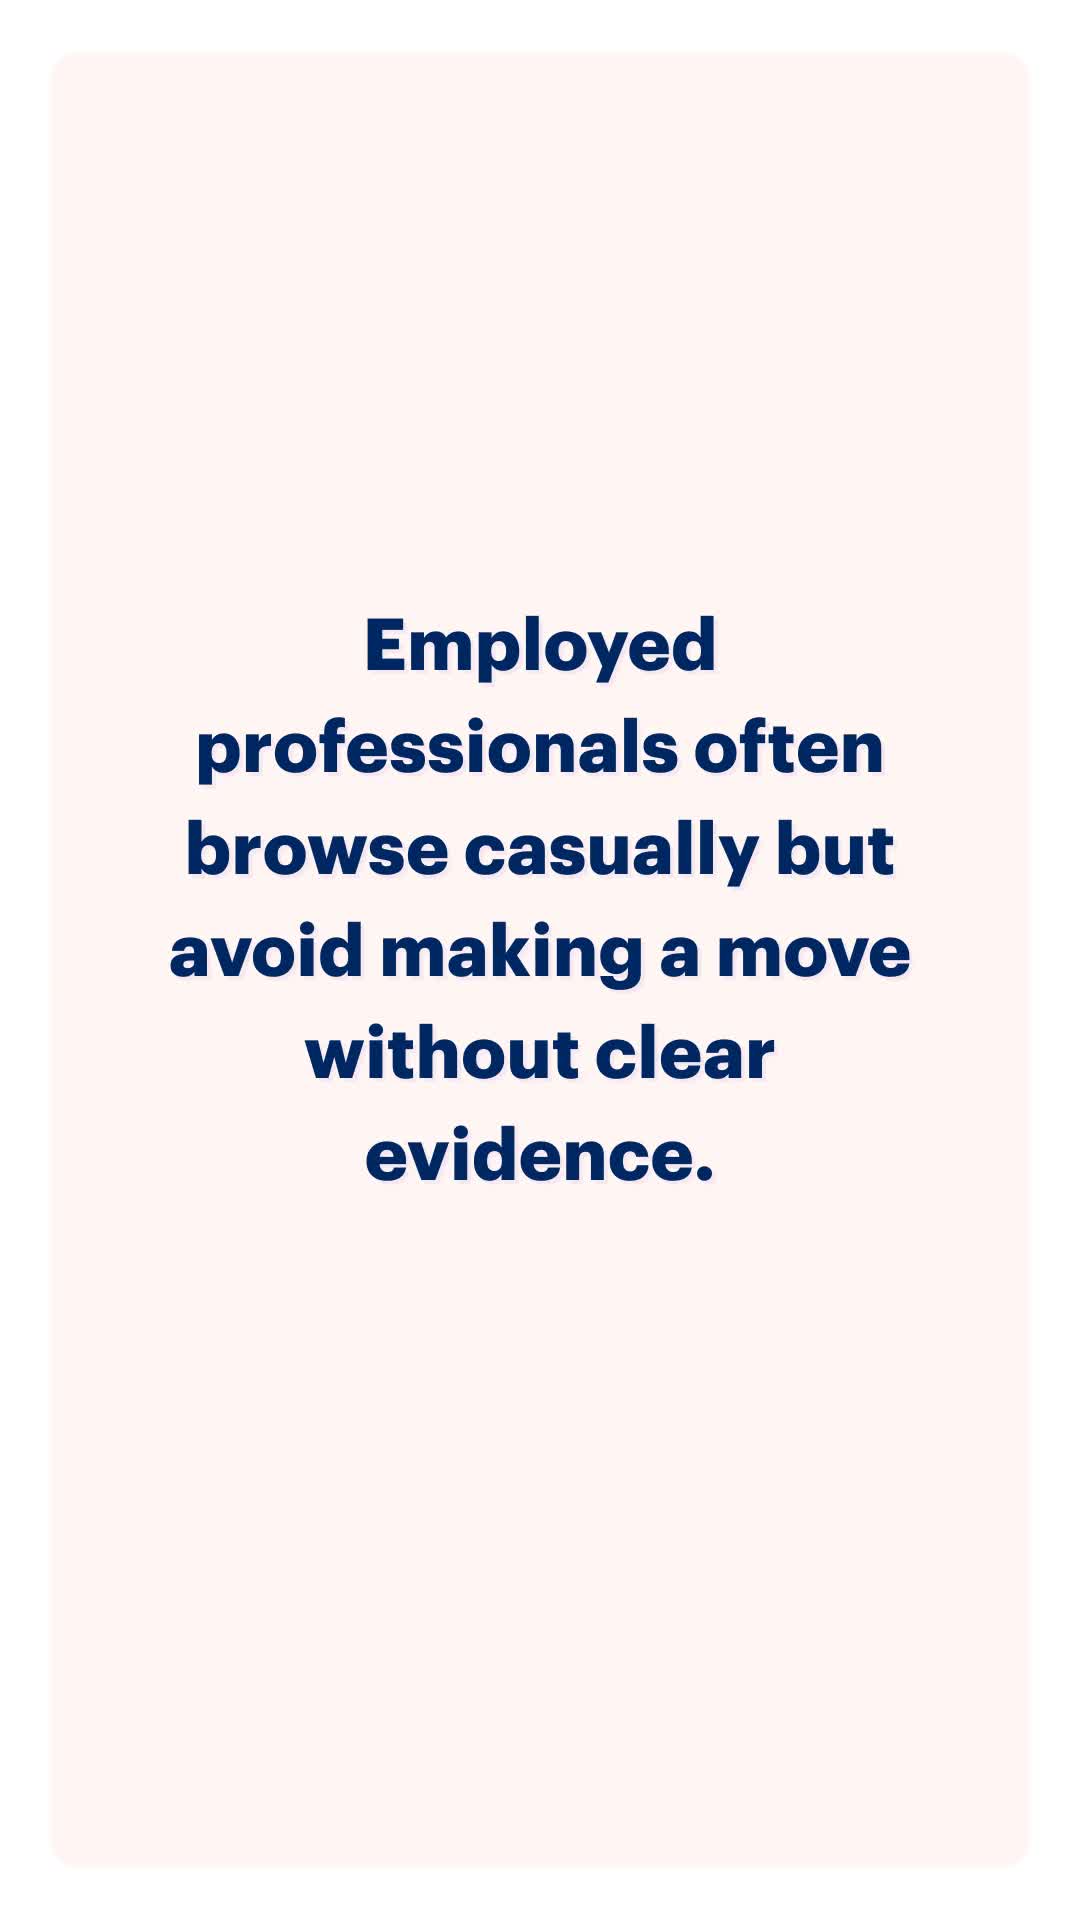 Employed
professionals often
browse casually but
avoid making a move
without clear
evidence.